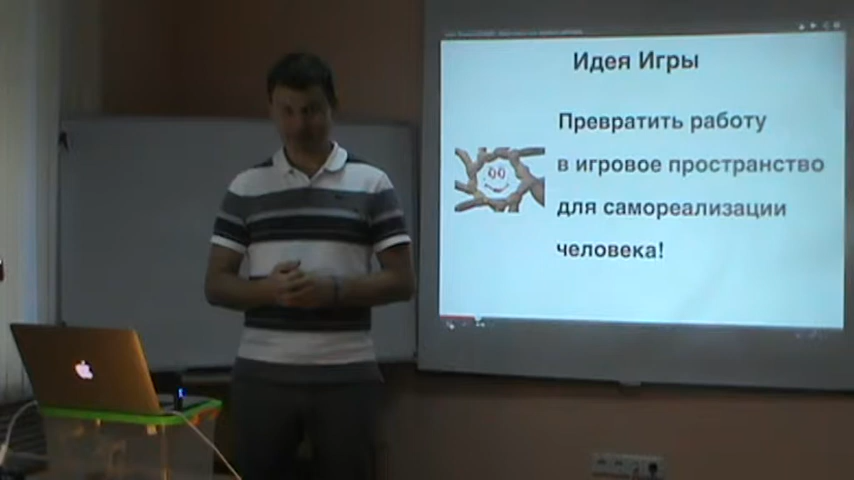 Идея Игры
Превратить работу
в игровое пространство
для самореализации
человека!